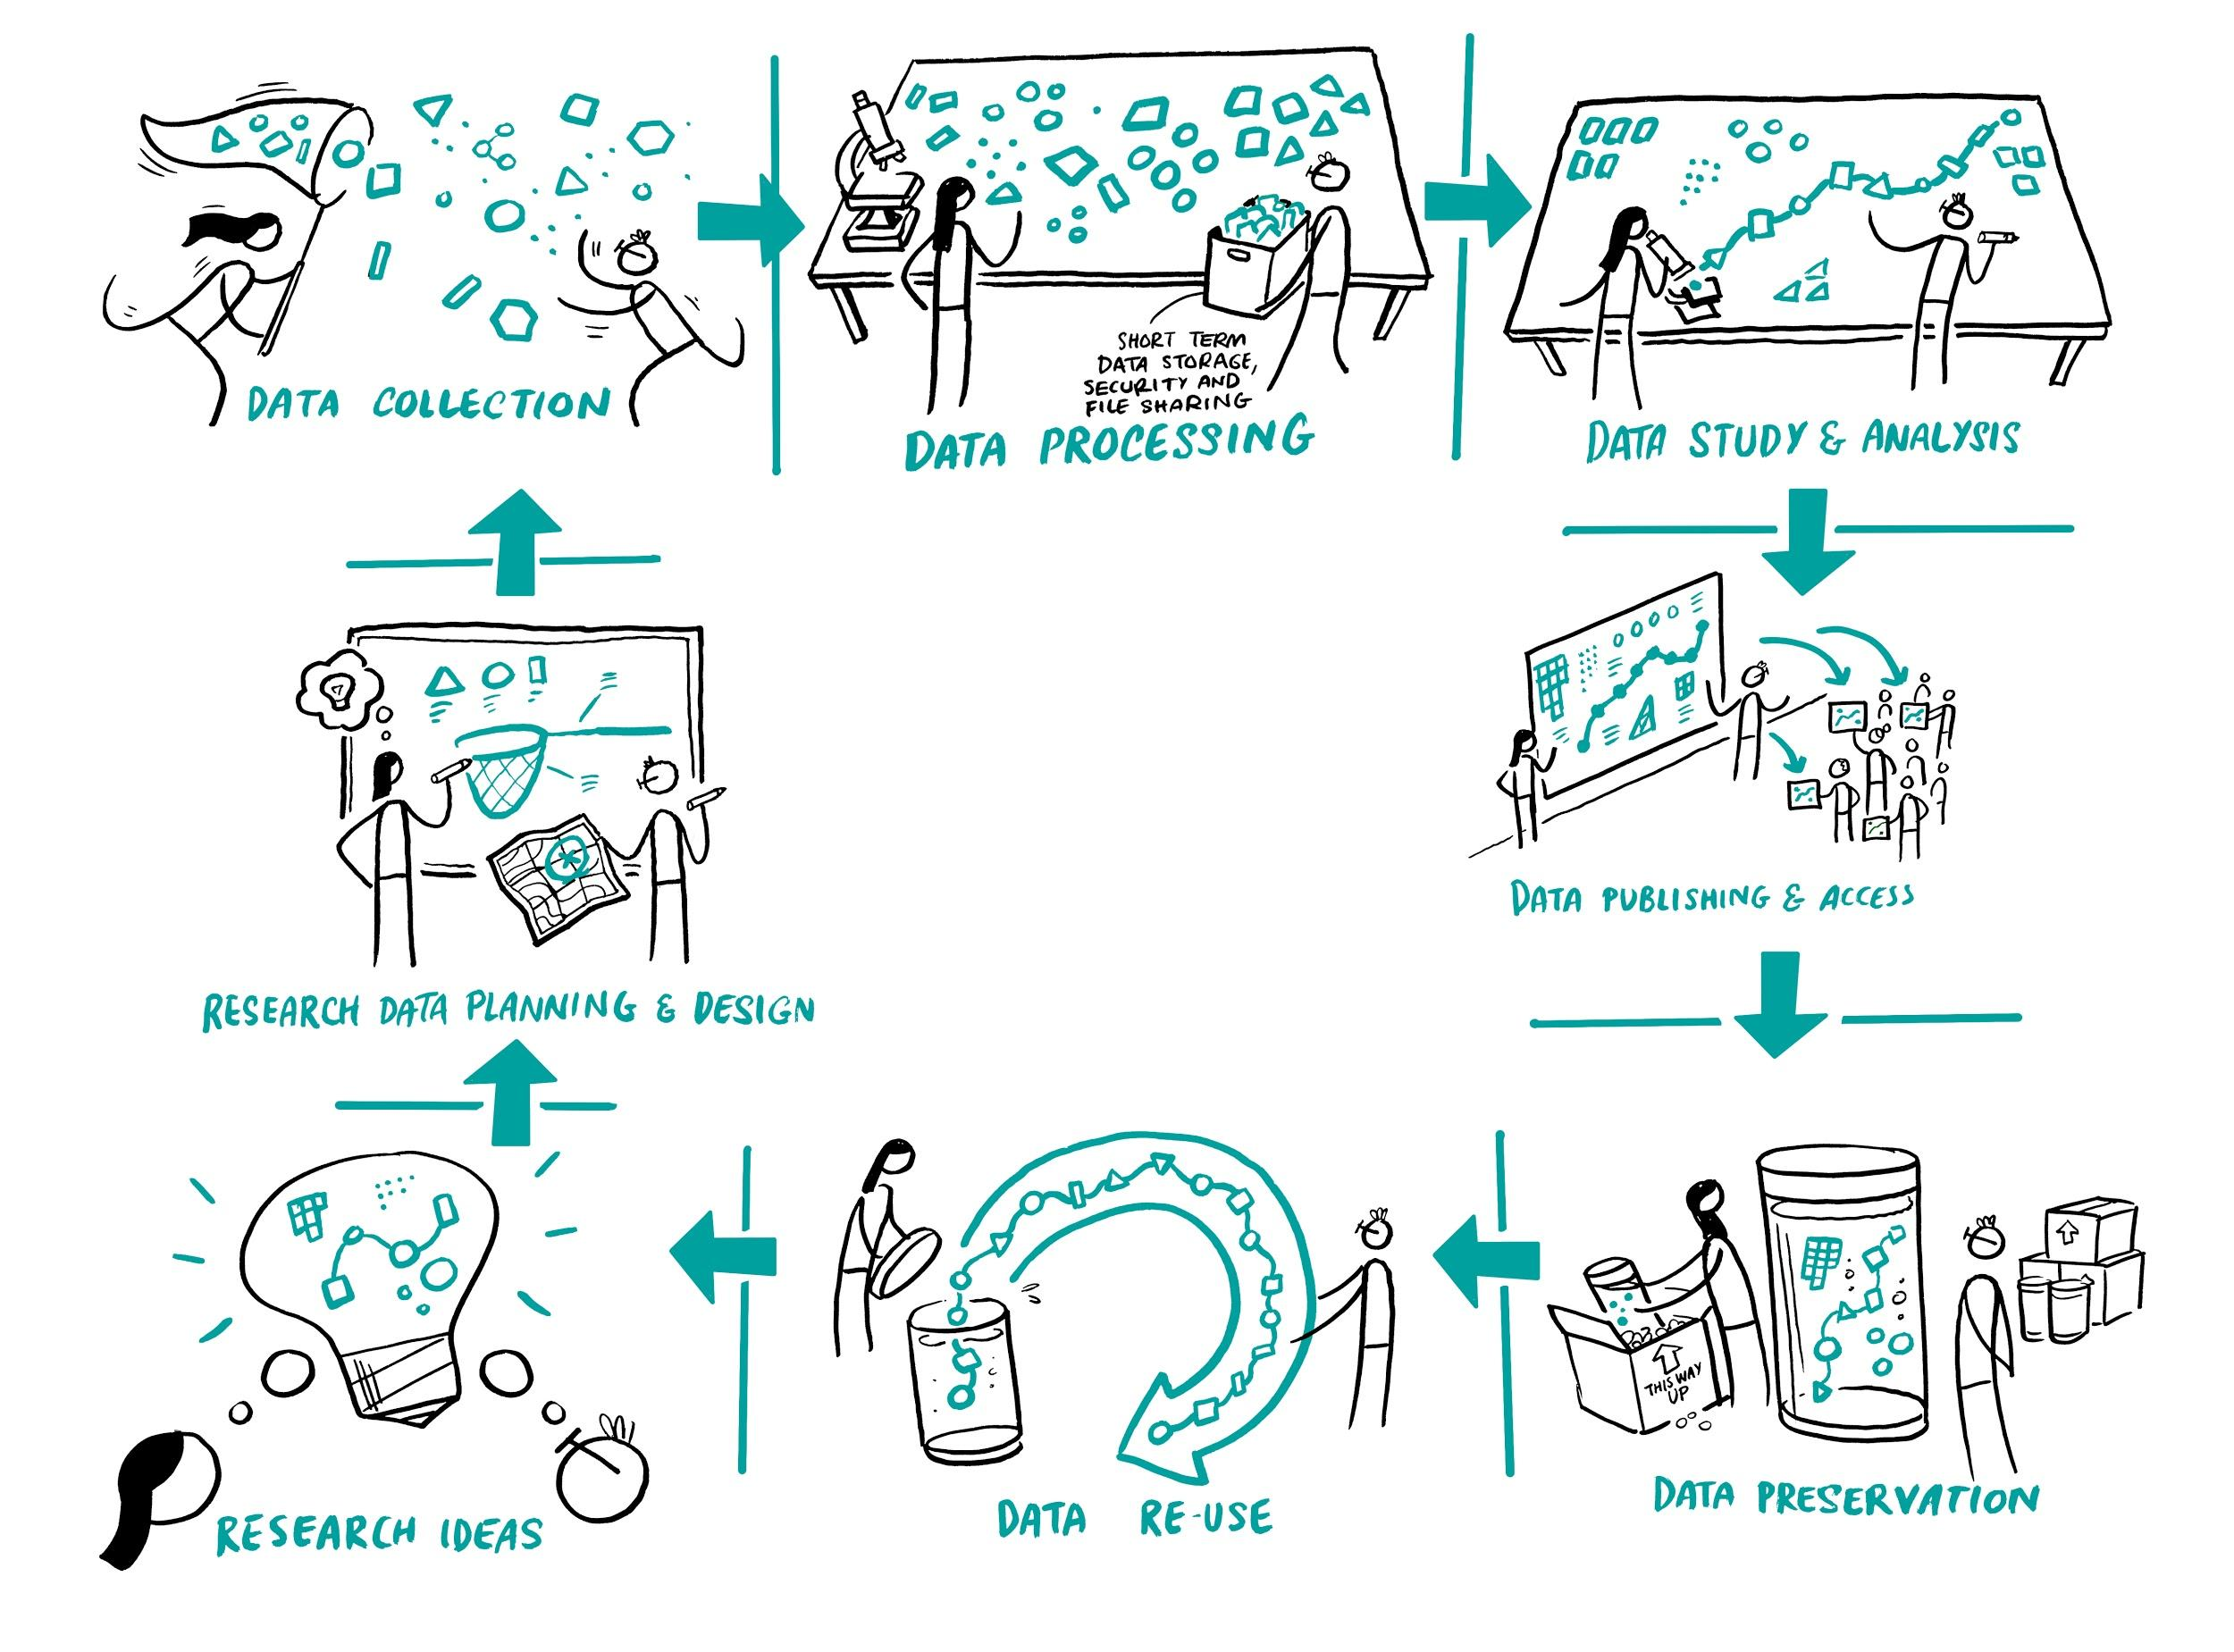 DATA COLLECTION
SHORT TERM
DATA STORAGE,
SECURITY AND
FILE SHARING
DATA PROCESSING
DATA STUDY & ANALYSIS
RESEARCH DATA PLANNING & DESIGN
DATA PUBLISHING & ACCESS
THIS WAY
UP
RESEARCH IDEAS
DATA RE-USE
DATA PRESERVATION